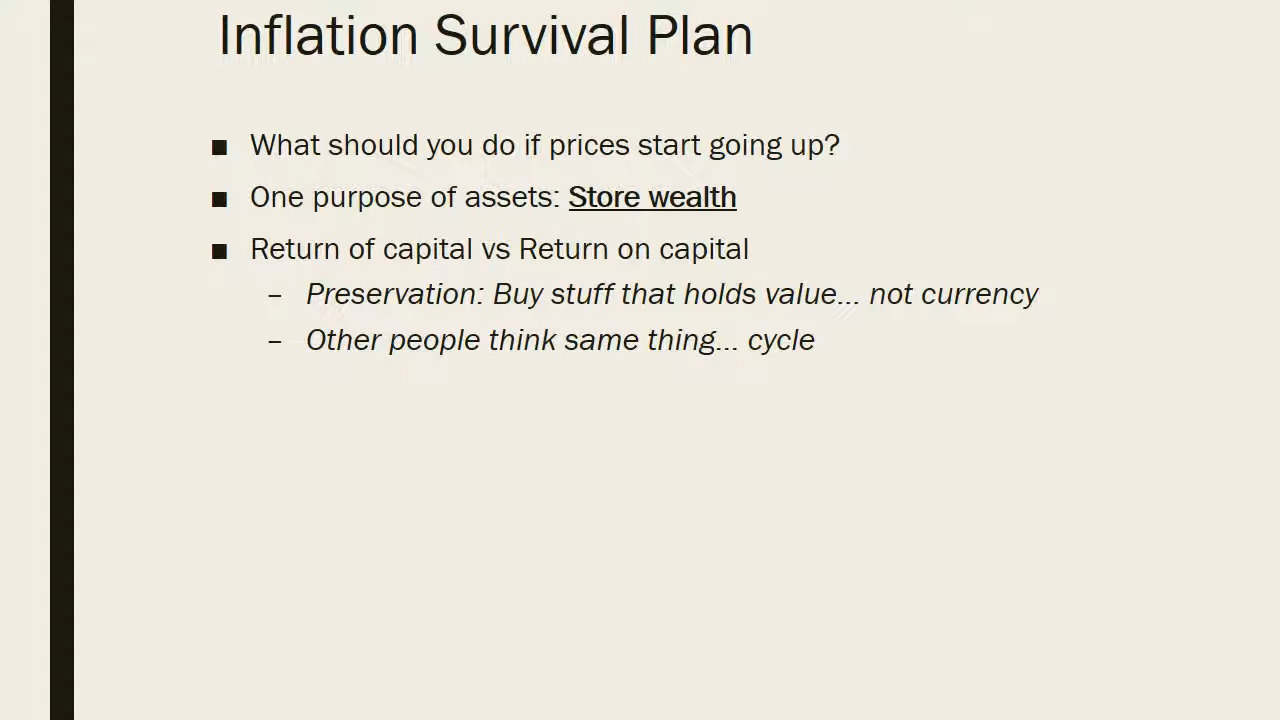 Inflation Survival Plan
■ What should you do if prices start going up?
■ One purpose of assets: Store wealth
■ Return of capital vs Return on capital
– Preservation: Buy stuff that holds value... not currency
– Other people think same thing... cycle